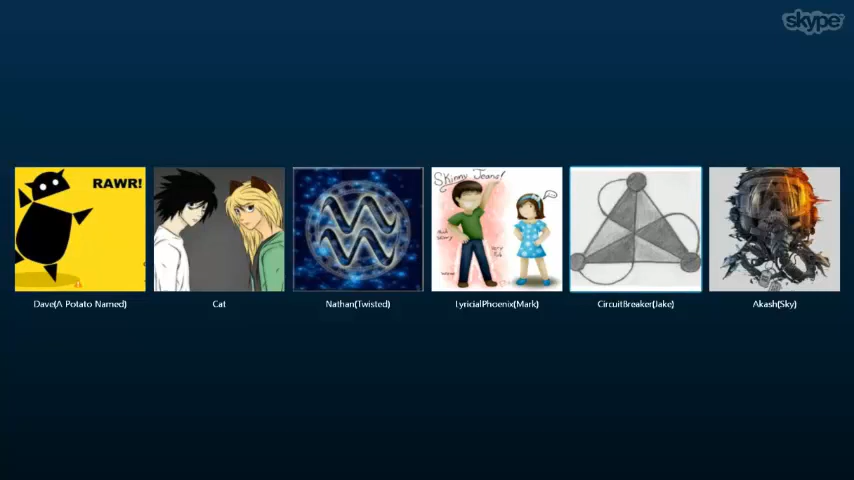 skype
RAWR!
Skinny Jeans!
Dave(A Potato Named)
Cat
Nathan(Twisted)
LyricialPhoenix(Mark)
CircuitBreaker(Jake)
Akash(Sky)